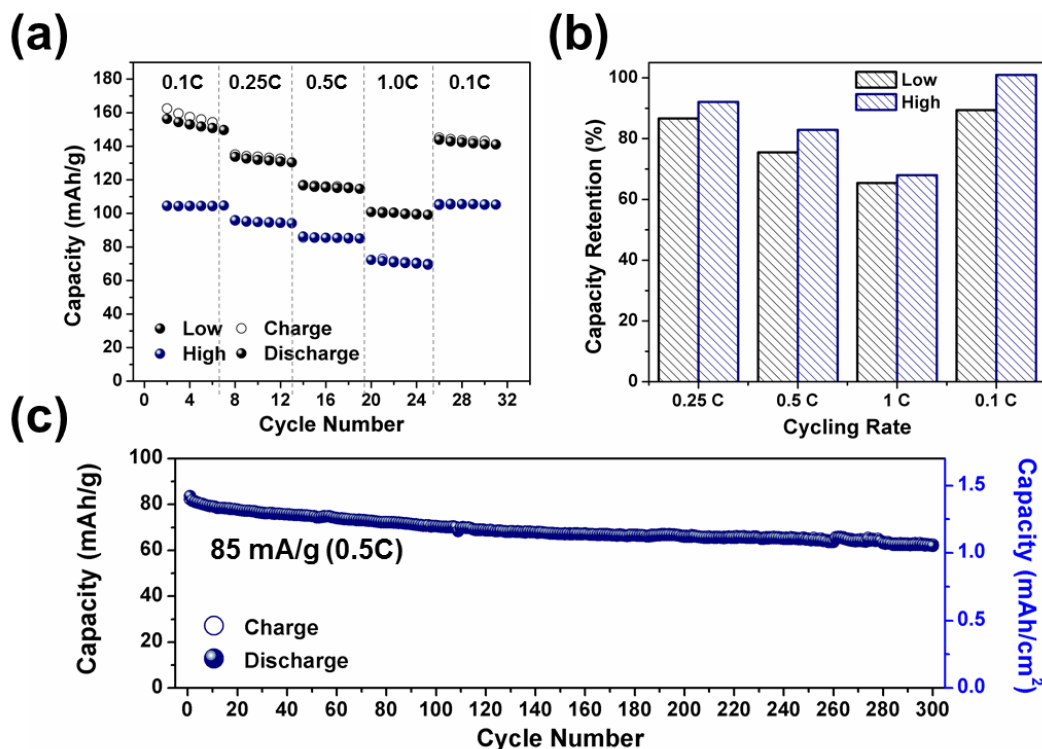 (a)
0.1C 0.25C 0.5C 1.0C 0.1C
180
160
140
120
100
80
60
40
20
0
Capacity (mAh/g)
Low Charge
High Discharge
0 4 8 12 16 20 24 28 32
Cycle Number
(b)
100
80
60
40
20
0
Capacity Retention (%)
Low
High
0.25 C 0.5 C 1 C 0.1 C
Cycling Rate
(c)
100
80
60
40
20
0
Capacity (mAh/g)
85 mA/g (0.5C)
Charge
Discharge
1.5
1.0
0.5
0.0
Capacity (mAh/cm²)
0 20 40 60 80 100 120 140 160 180 200 220 240 260 280 300
Cycle Number